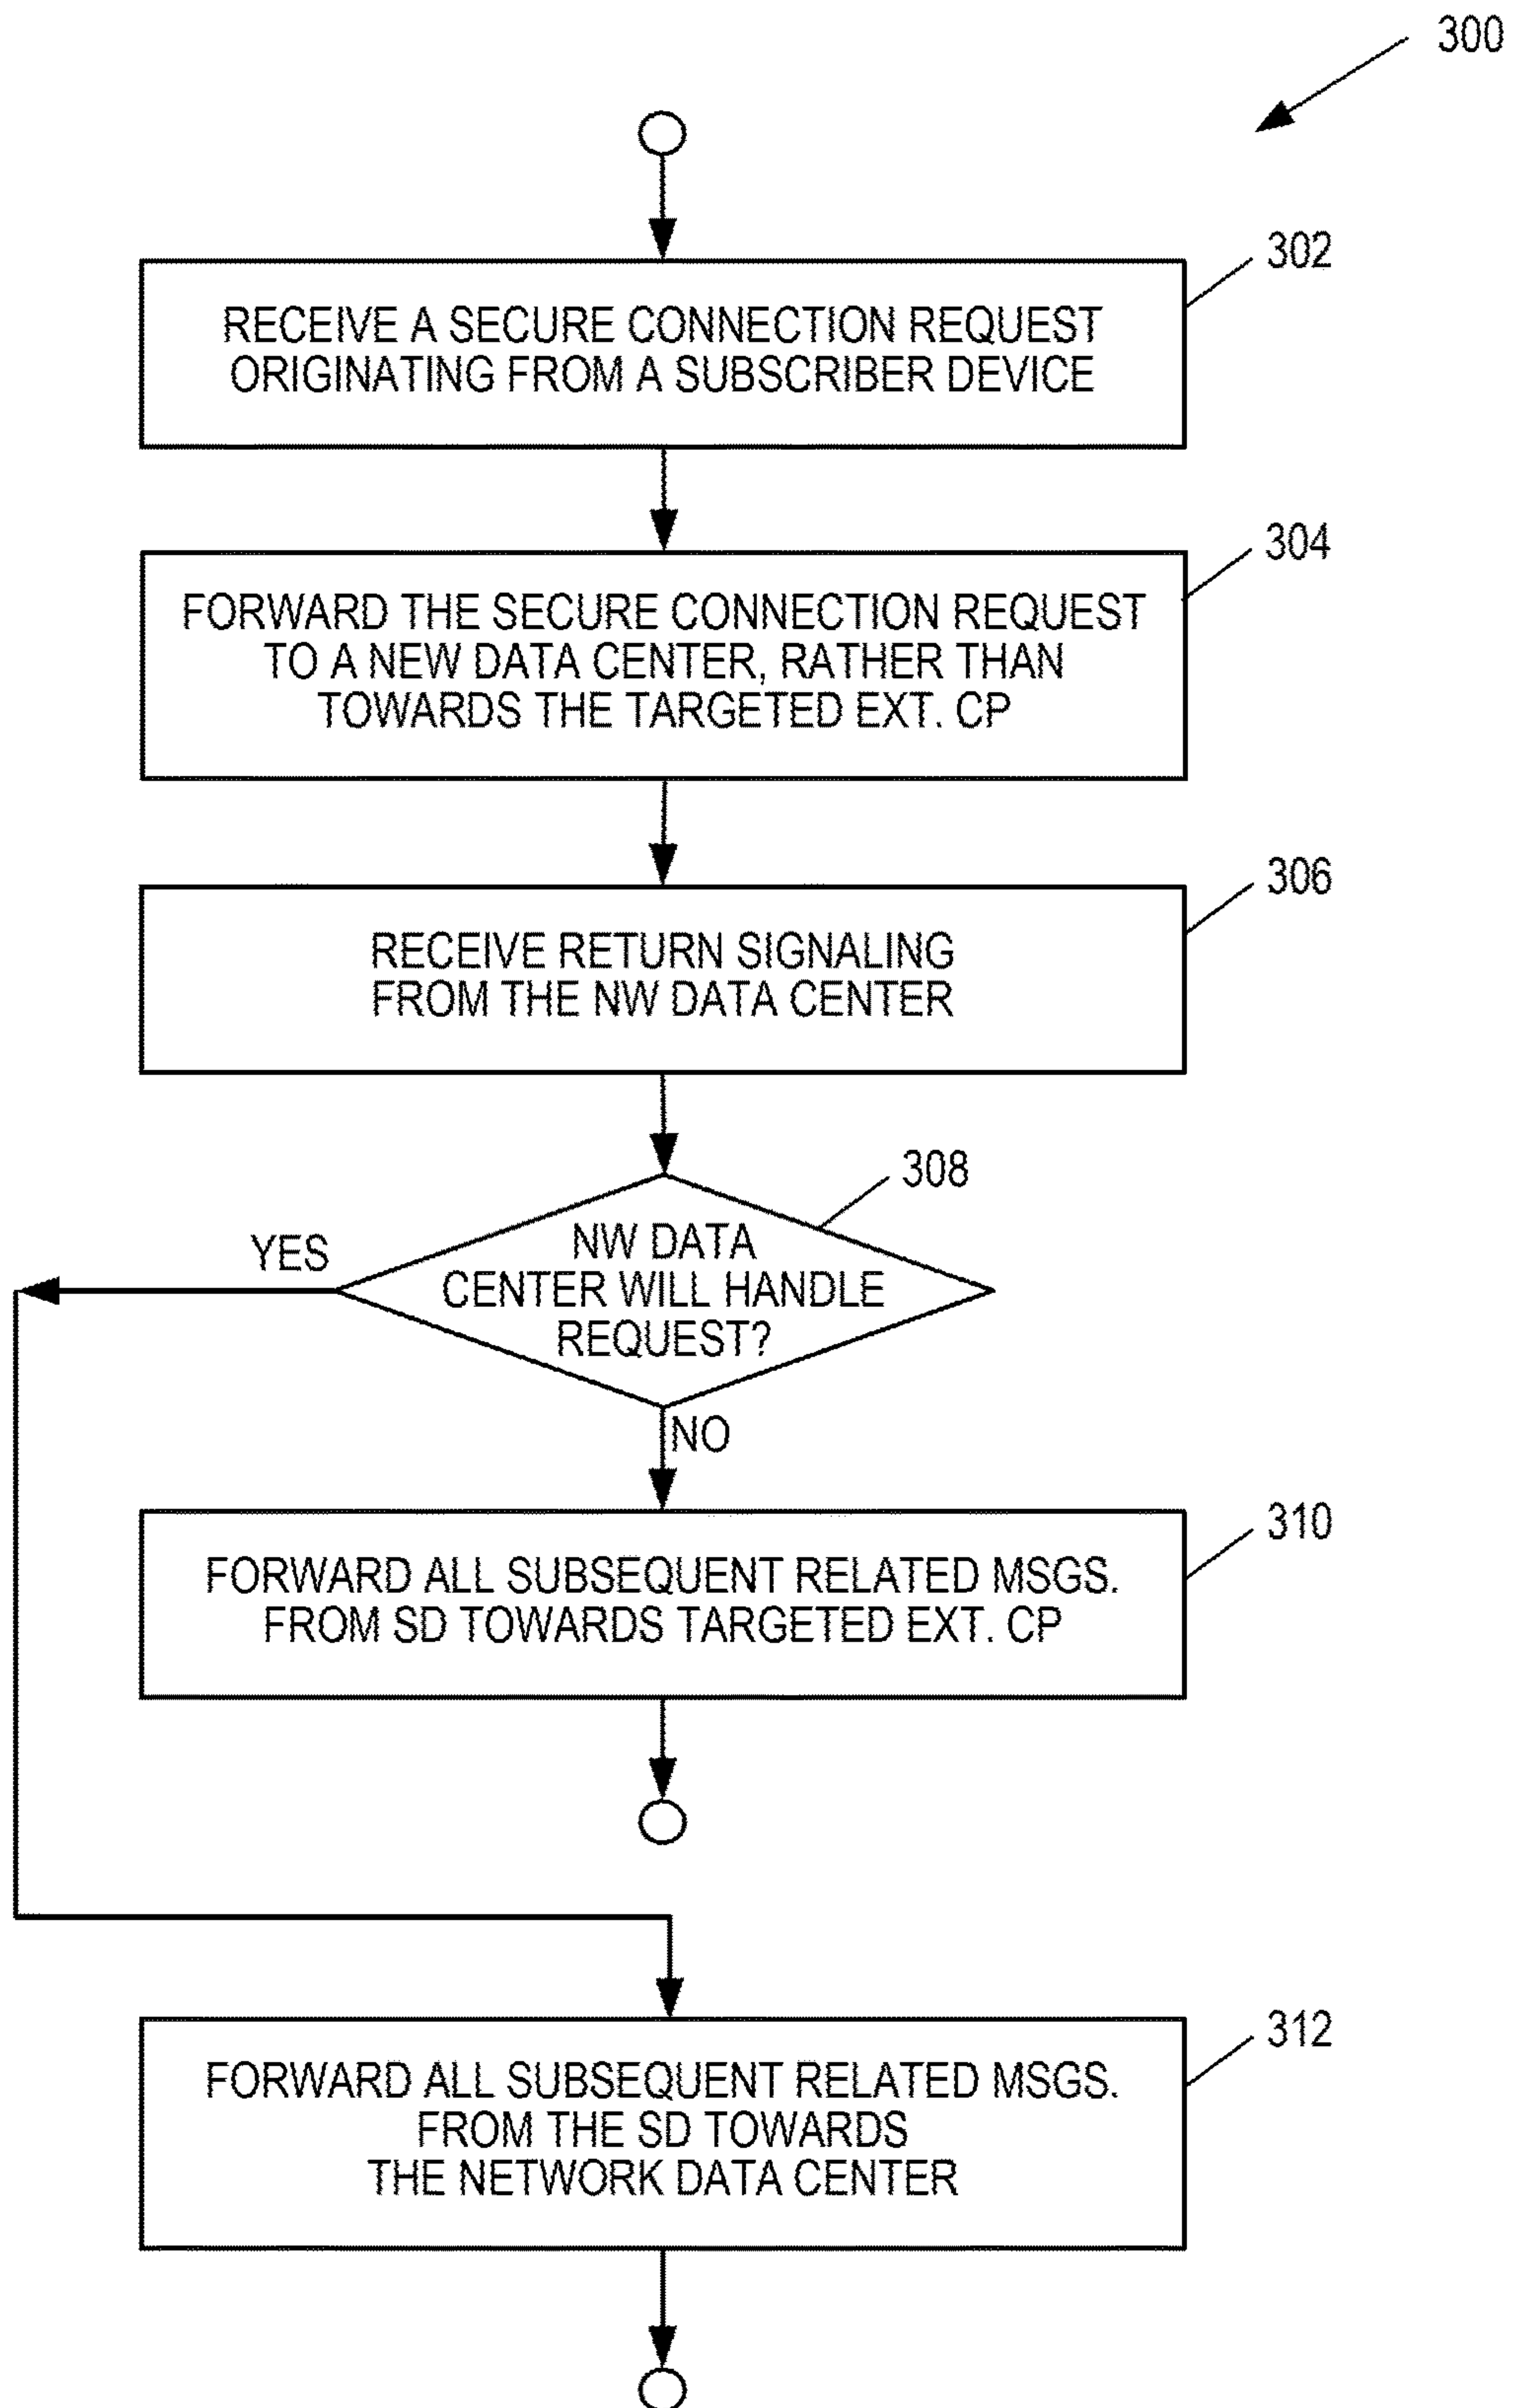 300
302
RECEIVE A SECURE CONNECTION REQUEST
ORIGINATING FROM A SUBSCRIBER DEVICE
304
FORWARD THE SECURE CONNECTION REQUEST
TO A NEW DATA CENTER, RATHER THAN
TOWARDS THE TARGETED EXT. CP
306
RECEIVE RETURN SIGNALING
FROM THE NW DATA CENTER
308
YES
NW DATA
CENTER WILL HANDLE
REQUEST?
NO
310
FORWARD ALL SUBSEQUENT RELATED MSGS.
FROM SD TOWARDS TARGETED EXT. CP
312
FORWARD ALL SUBSEQUENT RELATED MSGS.
FROM THE SD TOWARDS
THE NETWORK DATA CENTER